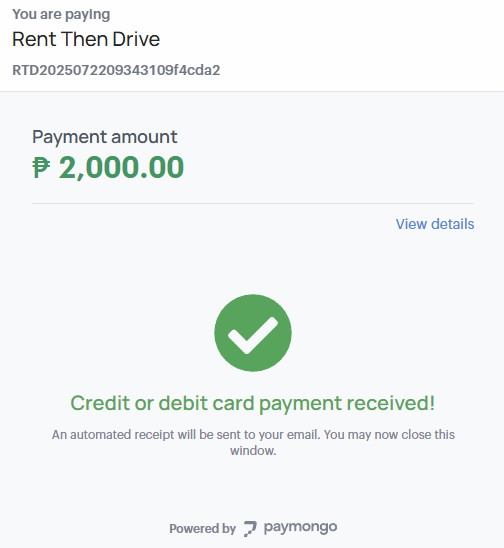 You are paying
Rent Then Drive
RTD2025072209343109f4cda2
Payment amount
₱ 2,000.00
View details
Credit or debit card payment received!
An automated receipt will be sent to your email. You may now close this
window.
Powered by paymongo